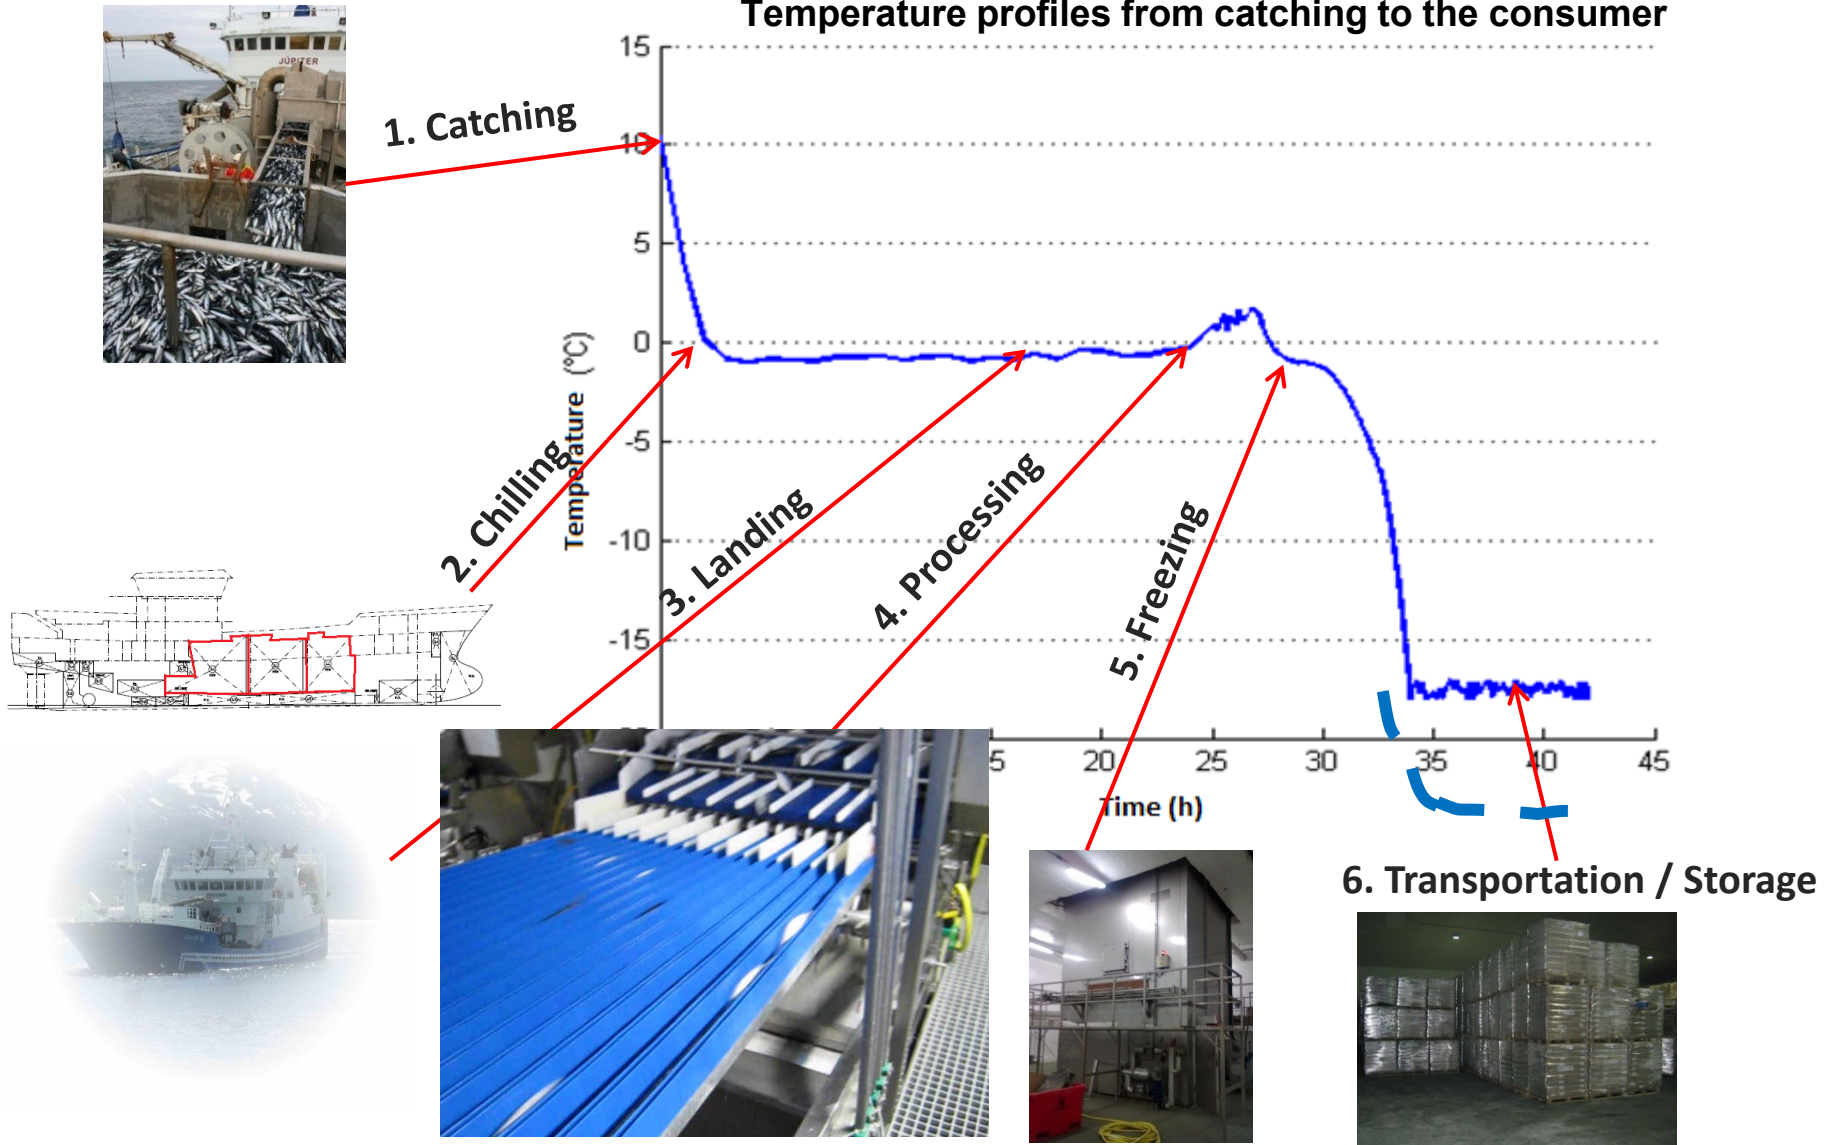 Temperature profiles from catching to the consumer
JÚPITER
1. Catching
2. Chilling
3. Landing
4. Processing
5. Freezing
6. Transportation / Storage
Temperature (°C)
15
10
5
0
-5
-10
-15
5
20
25
30
35
40
45
Time (h)